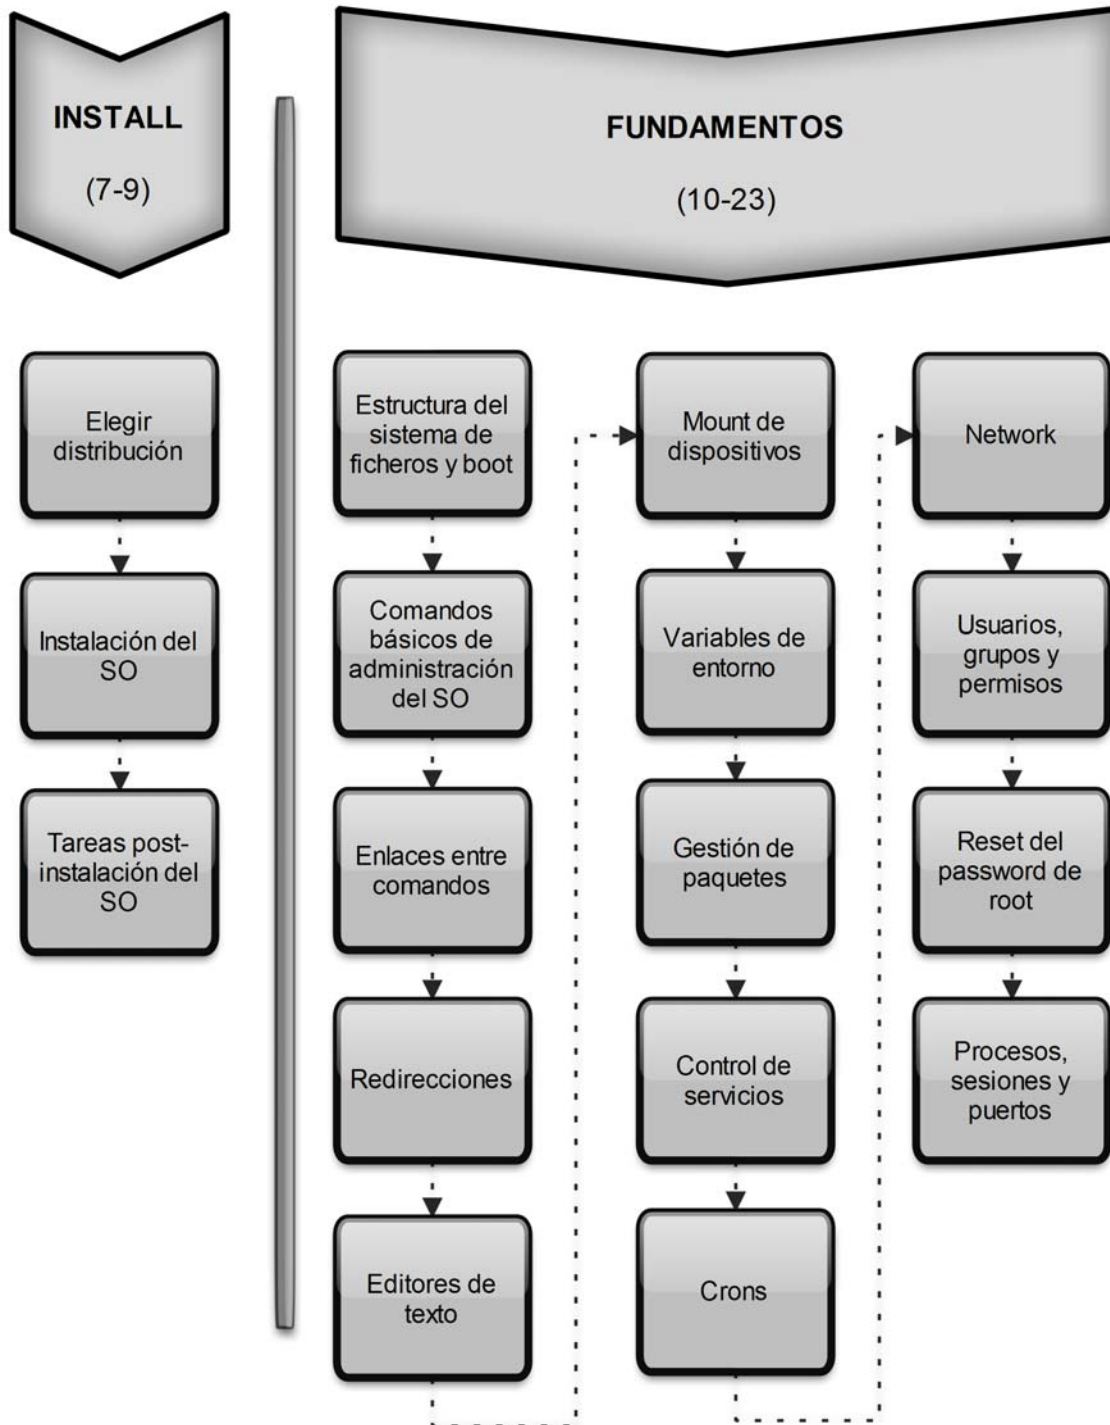 INSTALL
(7-9)
FUNDAMENTOS
(10-23)
Elegir
distribución
Instalación del
SO
Tareas post-
instalación del
SO
Estructura del
sistema de
ficheros y boot
Comandos
básicos de
administración
del SO
Enlaces entre
comandos
Redirecciones
Editores de
texto
Mount de
dispositivos
Variables de
entorno
Gestión de
paquetes
Control de
servicios
Crons
Network
Usuarios,
grupos y
permisos
Reset del
password de
root
Procesos,
sesiones y
puertos